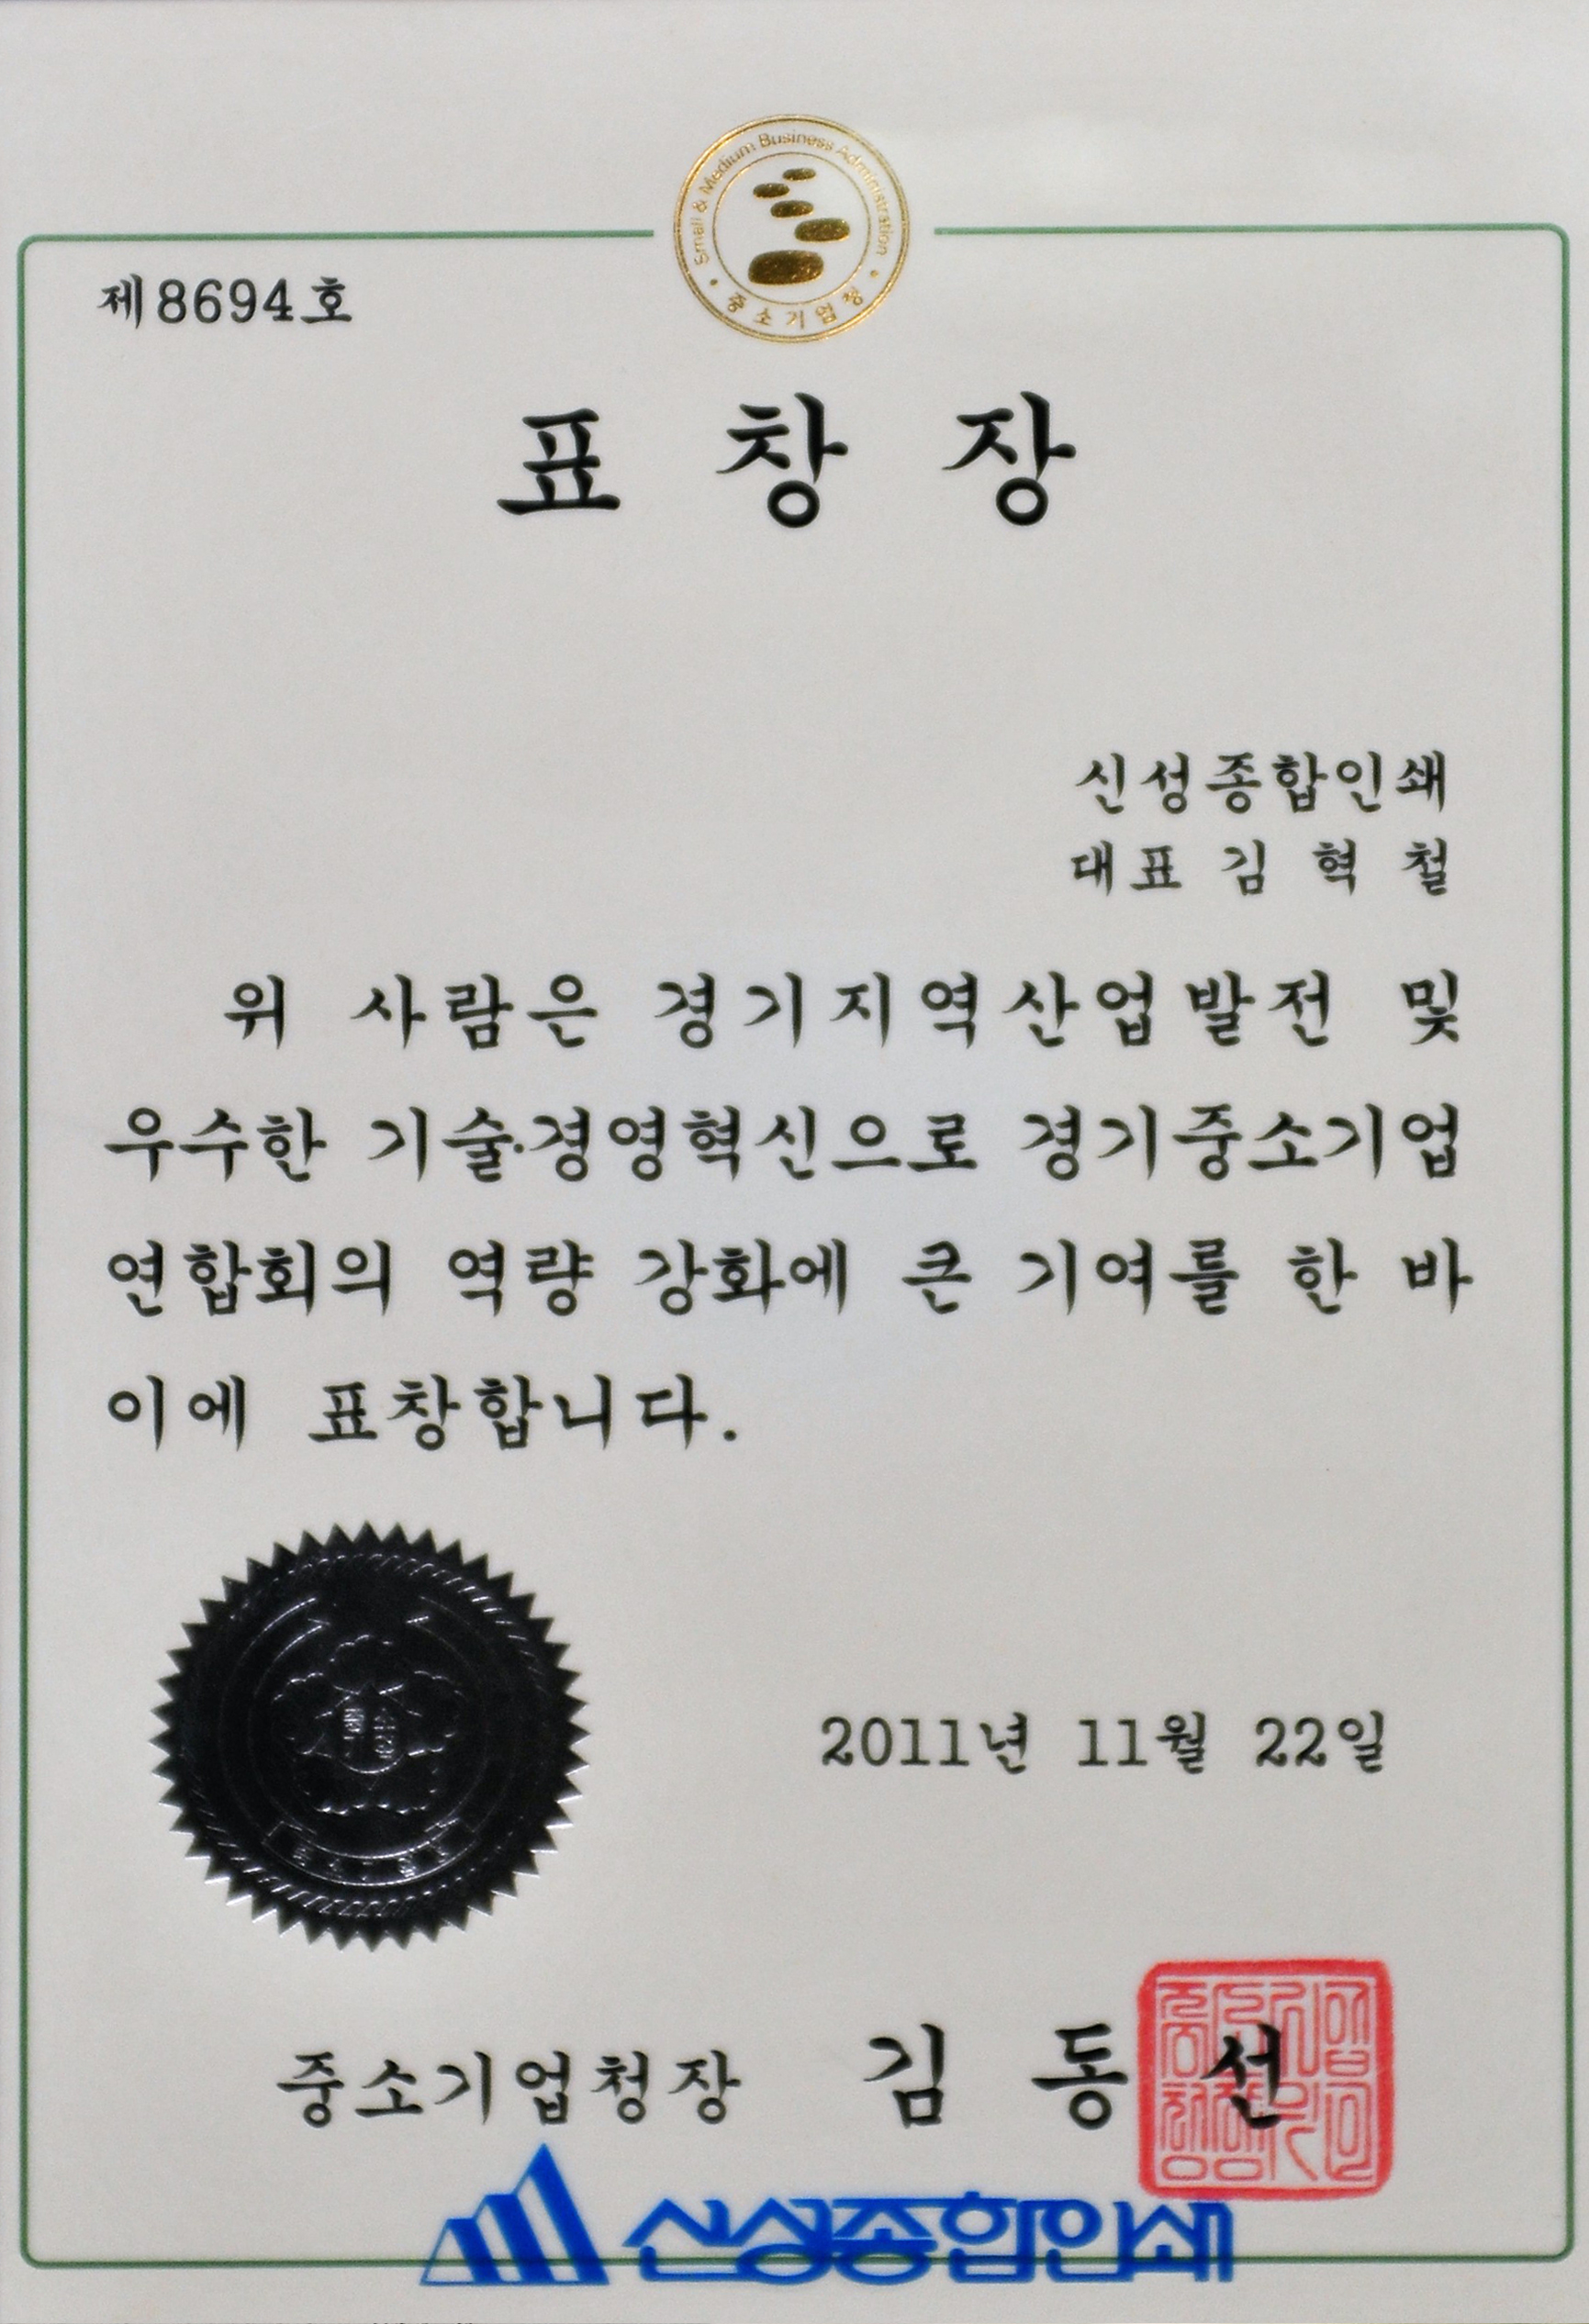 Small & Medium Business Administration
중소기업청
제8694호
표 창 장
신성종합인쇄
대표 김 혁 철
위 사람은 경기지역산업발전 및
우수한 기술·경영혁신으로 경기중소기업
연합회의 역량 강화에 큰 기여를 한 바
이에 표창합니다.
2011년 11월 22일
중소기업청장 김 동 선
신성종합인쇄